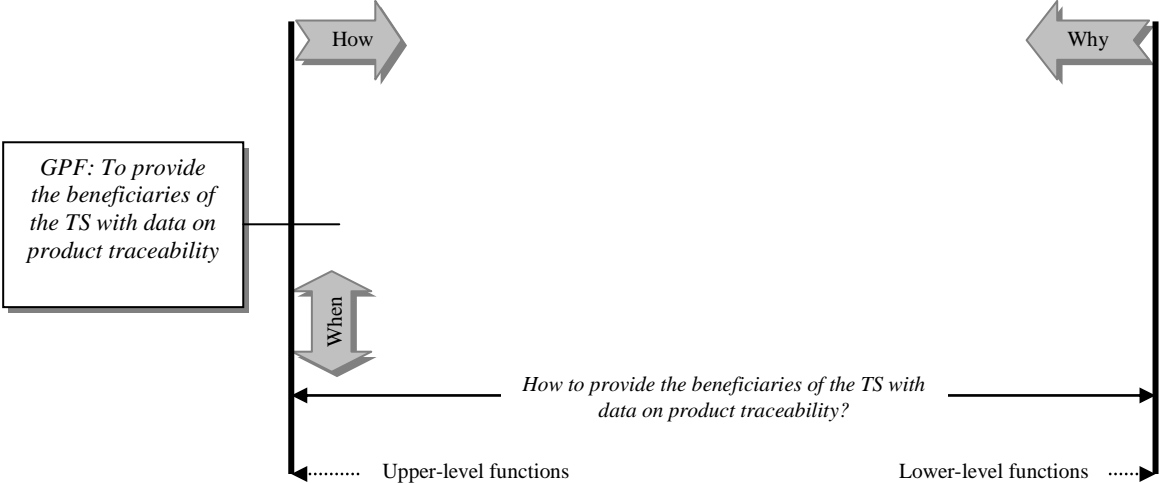 How
Why
GPF: To provide
the beneficiaries of
the TS with data on
product traceability
When
How to provide the beneficiaries of the TS with
data on product traceability?
Upper-level functions
Lower-level functions